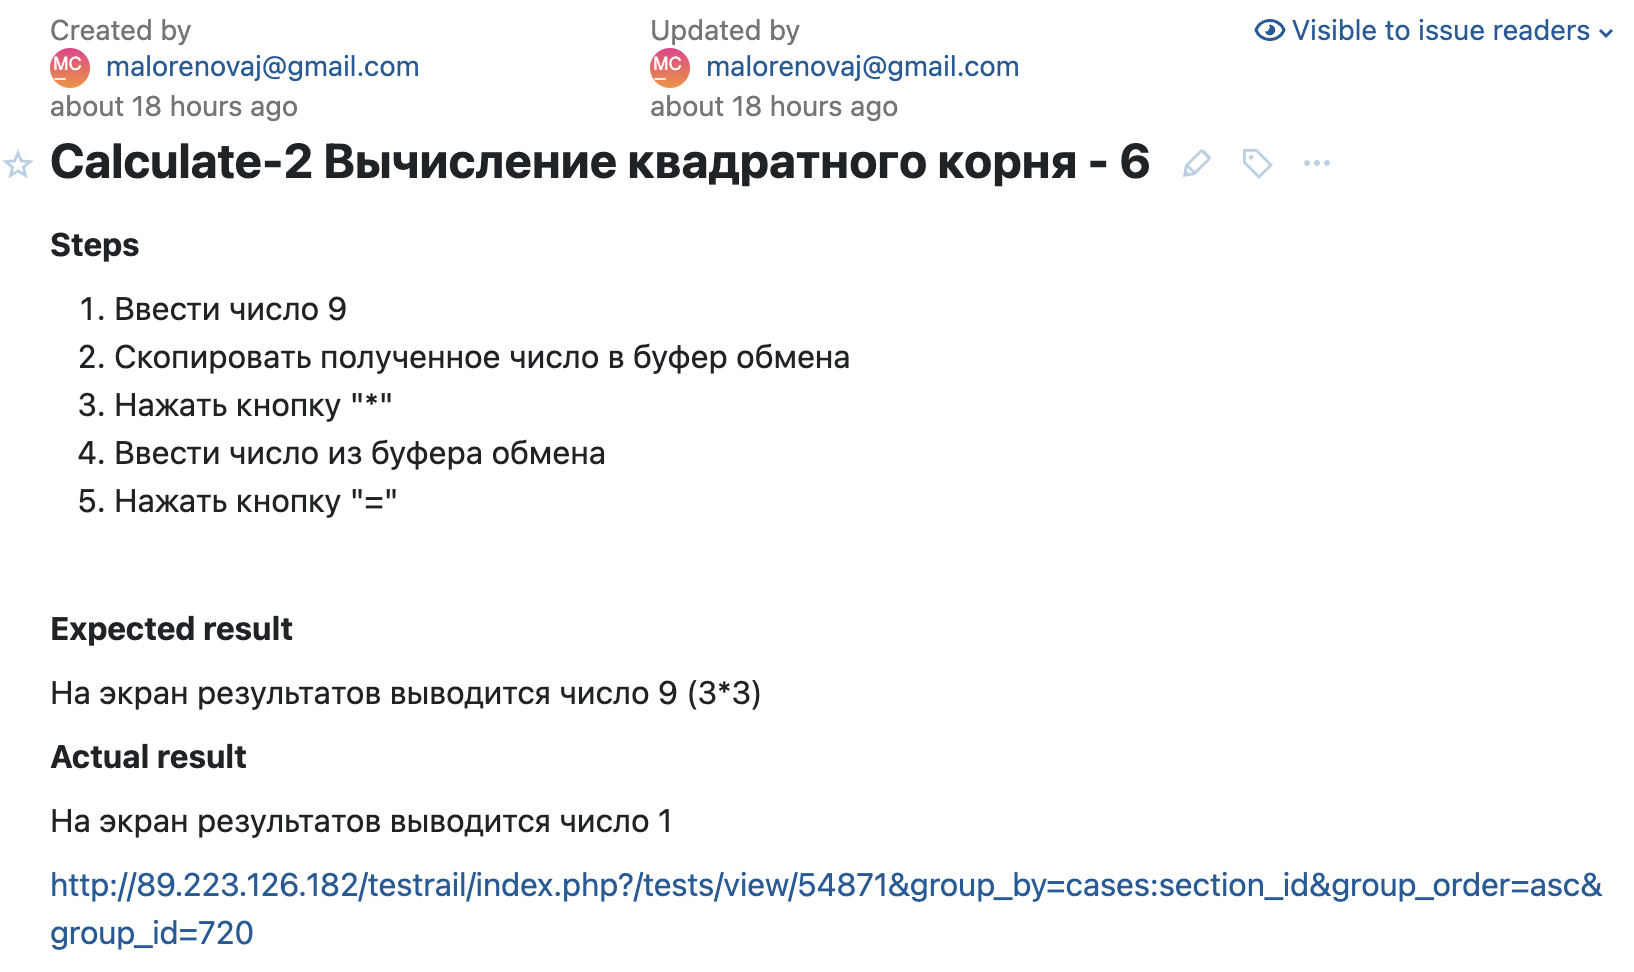 Created by
Updated by
Visible to issue readers
MC
malorenovaj@gmail.com
MC
malorenovaj@gmail.com
about 18 hours ago
about 18 hours ago
Calculate-2 Вычисление квадратного корня - 6
Steps
1. Ввести число 9
2. Скопировать полученное число в буфер обмена
3. Нажать кнопку "*"
4. Ввести число из буфера обмена
5. Нажать кнопку "="
Expected result
На экран результатов выводится число 9 (3*3)
Actual result
На экран результатов выводится число 1
http://89.223.126.182/testrail/index.php?/tests/view/54871&group_by=cases:section_id&group_order=asc&
group_id=720